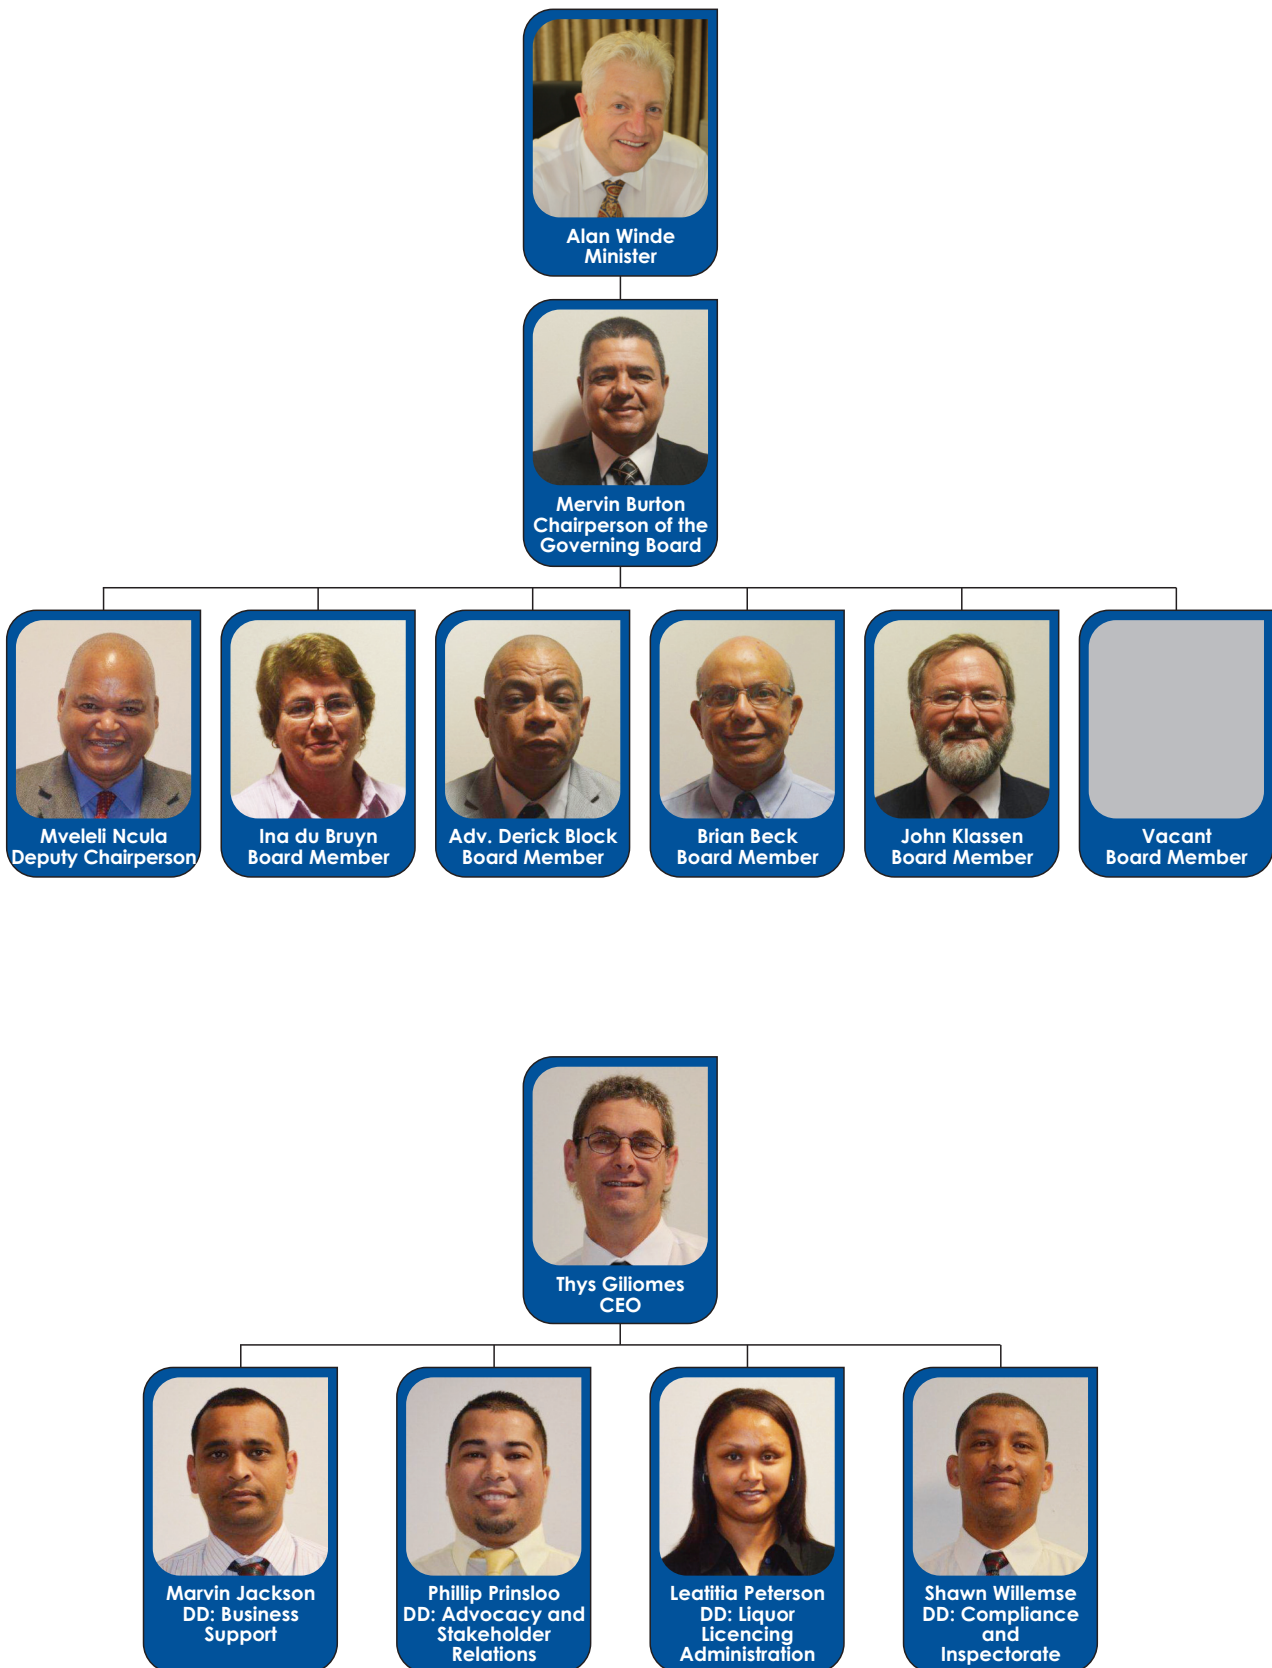 Alan Winde
Minister
Mervin Burton
Chairperson of the
Governing Board
Mveleli Ncula
Deputy Chairperson
Ina du Bruyn
Board Member
Adv. Derick Block
Board Member
Brian Beck
Board Member
John Klassen
Board Member
Vacant
Board Member
Thys Giliomes
CEO
Marvin Jackson
DD: Business
Support
Phillip Prinsloo
DD: Advocacy and
Stakeholder
Relations
Leatitia Peterson
DD: Liquor
Licencing
Administration
Shawn Willemse
DD: Compliance
and
Inspectorate